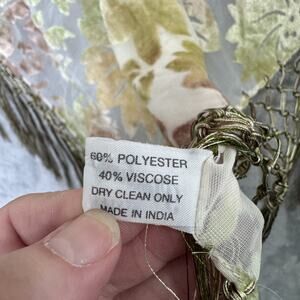 60% POLYESTER
40% VISCOSE
DRY CLEAN ONLY
MADE IN INDIA